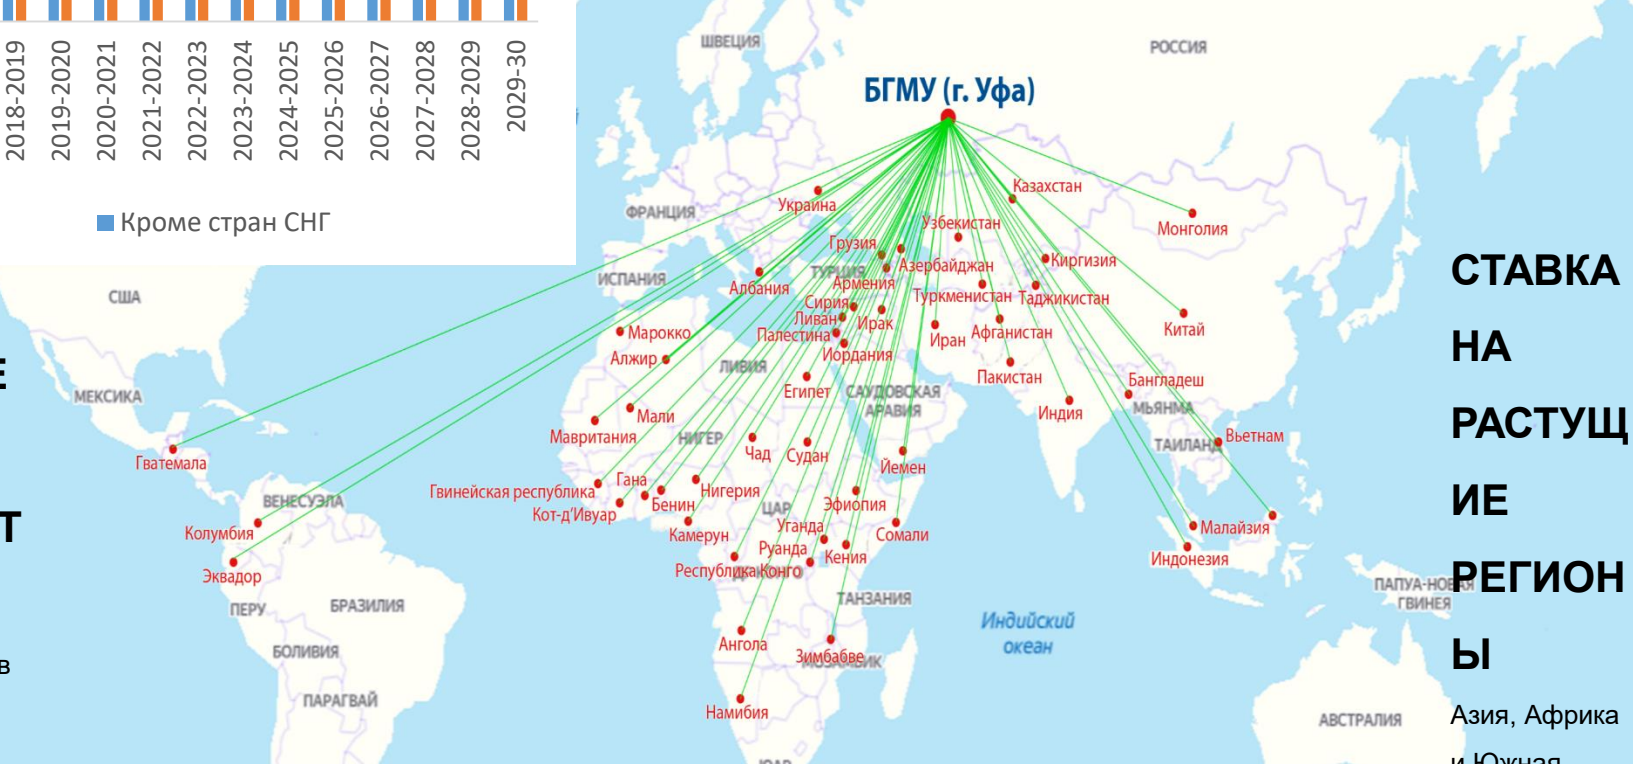 2018-2019
2019-2020
2020-2021
2021-2022
2022-2023
2023-2024
2024-2025
2025-2026
2026-2027
2027-2028
2028-2029
2029-30
Кроме стран СНГ
Е
Т
в
ШВЕЦИЯ
РОССИЯ
БГМУ (г. Уфа)
Казахстан
Украина
ФРАНЦИЯ
Узбекистан
Монголия
Грузия
Киргизия
Азербайджан
ИСПАНИЯ
ТУРЦИЯ
Армения
Албания
США
Туркменистан
Таджикистан
Сирия
Ливан
Ирак
Палестина
Иран
Афганистан
Китай
Марокко
Иордания
Алжир
ЛИВИЯ
Пакистан
Бангладеш
Египет
САУДОВСКАЯ
АРАВИЯ
МЕКСИКА
Индия
МЬЯНМА
Мали
Мавритания
НИГЕР
Чад
Судан
ТАИЛАНД
Вьетнам
Гватемала
Йемен
Гвинейская республика
Гана
Нигерия
ВЕНЕСУЭЛА
Кот-д'Ивуар
Бенин
ЦАР
Эфиопия
Уганда
Колумбия
Камерун
Сомали
Малайзия
Руанда
Кения
Индонезия
Эквадор
Республика Конго
ПЕРУ
БРАЗИЛИЯ
ТАНЗАНИЯ
ПАПУА-НОВАЯ
ГВИНЕЯ
Индийский
океан
Ангола
Зимбабве
МОЗАМБИК
БОЛИВИЯ
ПАРАГВАЙ
Намибия
АВСТРАЛИЯ
ЮАР
СТАВКА
НА
РАСТУЩ
ИЕ
РЕГИОН
Ы
Азия, Африка
и Южная